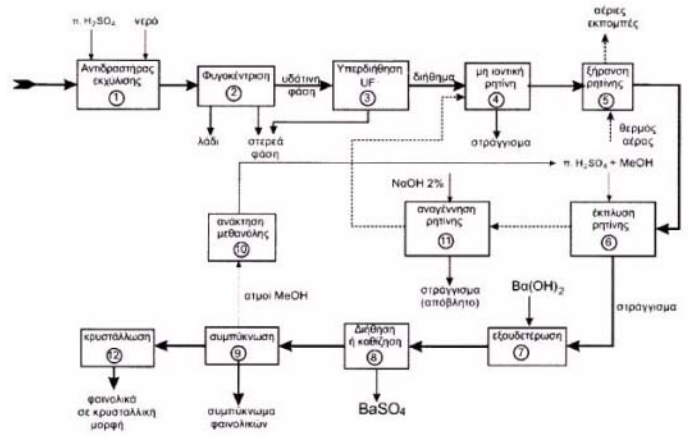 αέριες
εκπομπές
π. H₂SO₄
νερό
Αντιδραστήρας
εκχύλισης
1
Φυγοκέντριση
2
υδάτινη
φάση
Υπερδιήθηση
UF
3
διήθημα
μη ιοντική
ρητίνη
4
ξήρανση
ρητίνης
5
λάδι
στερεά
φάση
στράγγισμα
θερμός
αέρας
π. H₂SO₄ + MeOH
NaOH 2%
ανάκτηση
μεθανόλης
10
αναγέννηση
ρητίνης
11
έκπλυση
ρητίνης
6
ατμοί MeOH
στράγγισμα
(απόβλητο)
Ba(OH)₂
στράγγισμα
κρυστάλλωση
12
συμπύκνωση
9
Διήθηση
ή καθίζηση
8
εξουδετέρωση
7
φαινολικά
σε κρυσταλλική
μορφή
συμπύκνωμα
φαινολικών
BaSO₄